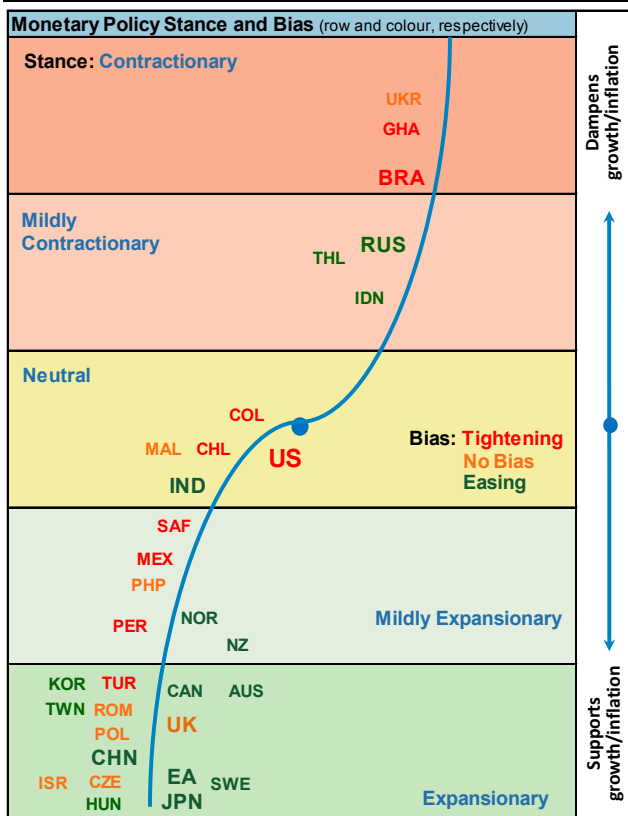 Monetary Policy Stance and Bias (row and colour, respectively)
Stance: Contractionary
UKR
GHA
BRA
Dampens
growth/inflation
Mildly
Contractionary
RUS
THL
IDN
Neutral
COL
MAL CHL US
IND
Bias: Tightening
No Bias
Easing
SAF
MEX
PHP
PER NOR
NZ
Mildly Expansionary
KOR TUR CAN AUS
TWN ROM UK
POL
CHN
ISR CZE EA SWE
HUN JPN
Expansionary
Supports
growth/inflation